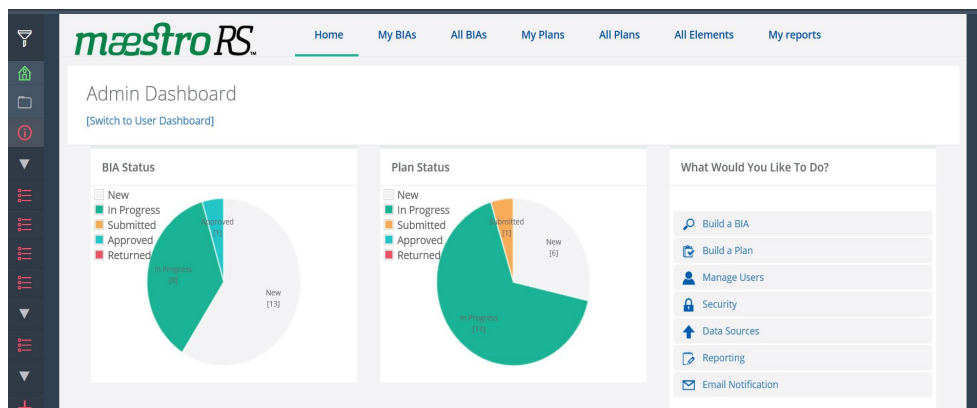 mæstro RS™
Home My BIAs All BIAs My Plans All Plans All Elements My reports
Admin Dashboard
[Switch to User Dashboard]
BIA Status
New
In Progress
Submitted
Approved
Returned
Approved
[1]
In Progress
New
[13]
Plan Status
New
In Progress
Submitted
Approved
Returned
Submitted
[1]
New
[6]
In Progress
[14]
What Would You Like To Do?
Build a BIA
Build a Plan
Manage Users
Security
Data Sources
Reporting
Email Notification